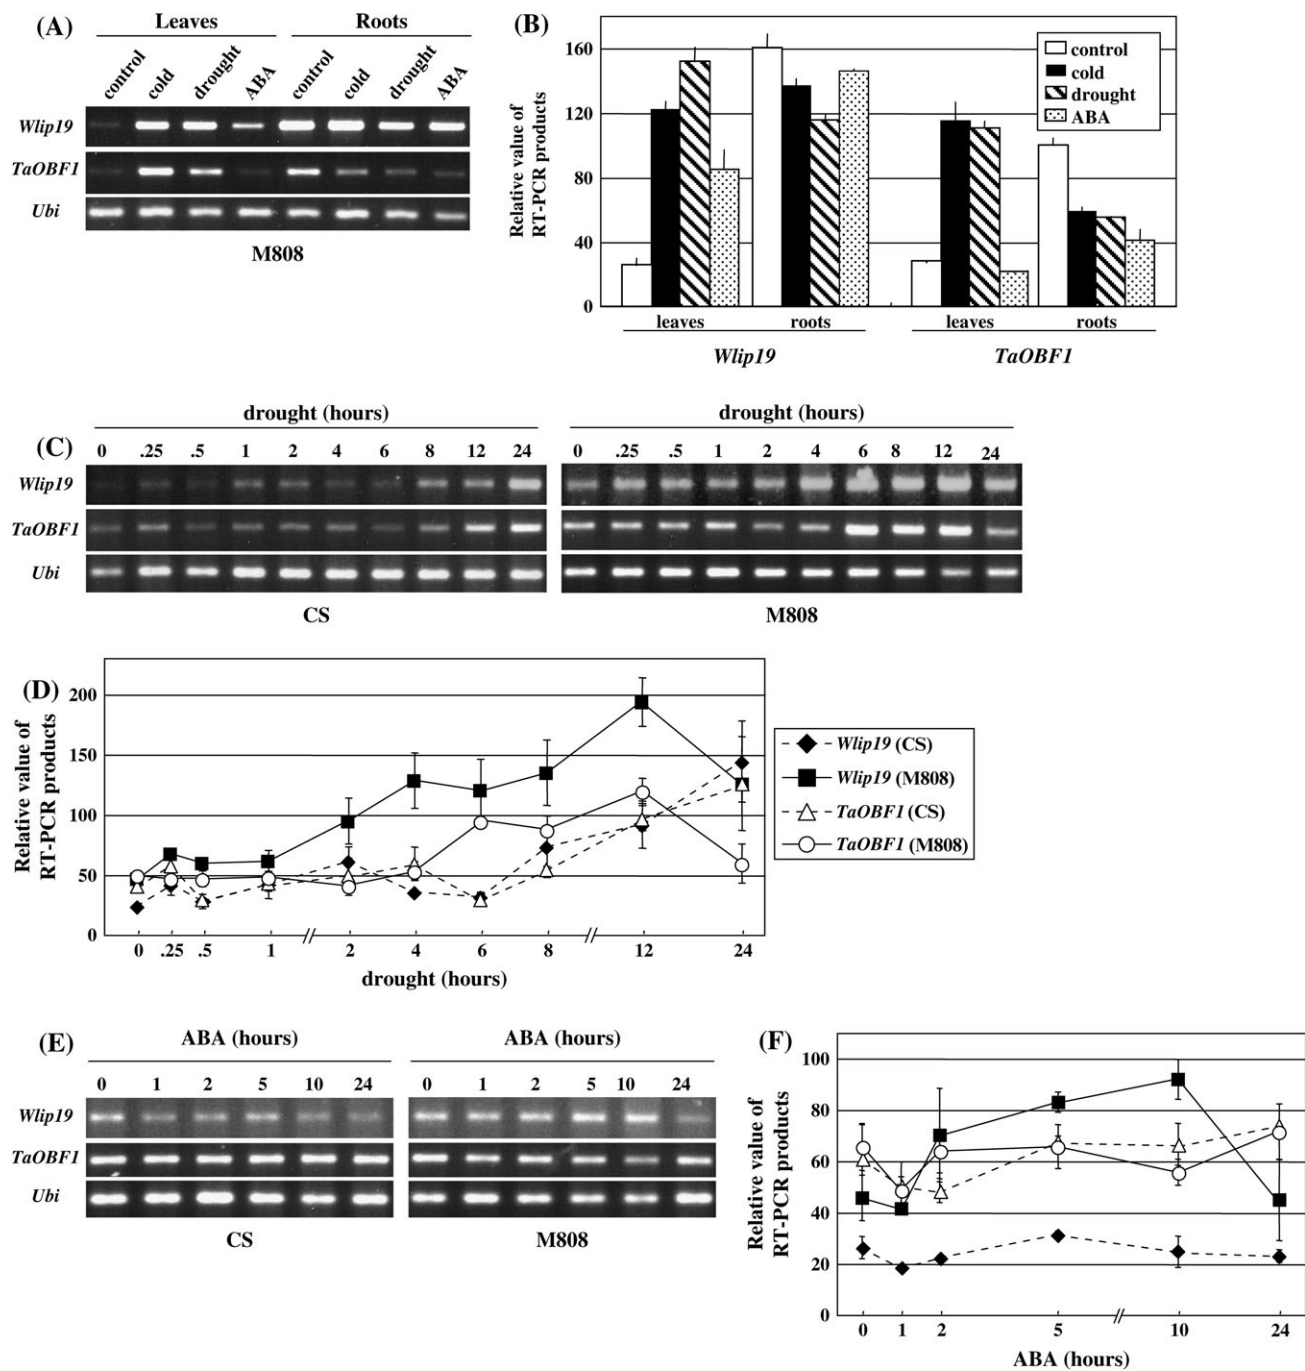 (A)
Leaves Roots
control cold drought ABA control cold drought ABA
Wlip19
TaOBF1
Ubi
M808
(B)
Relative value of
RT-PCR products
160
120
80
40
0
control
cold
drought
ABA
leaves roots leaves roots
Wlip19 TaOBF1
(C)
drought (hours) drought (hours)
0 .25 .5 1 2 4 6 8 12 24 0 .25 .5 1 2 4 6 8 12 24
Wlip19
TaOBF1
Ubi
CS M808
(D)
Relative value of
RT-PCR products
200
150
100
50
0
0 .25 .5 1 // 2 4 6 8 // 12 24
drought (hours)
Wlip19 (CS)
Wlip19 (M808)
TaOBF1 (CS)
TaOBF1 (M808)
(E)
ABA (hours) ABA (hours)
0 1 2 5 10 24 0 1 2 5 10 24
Wlip19
TaOBF1
Ubi
CS M808
(F)
Relative value of
RT-PCR products
100
80
60
40
20
0
0 1 2 5 // 10 24
ABA (hours)